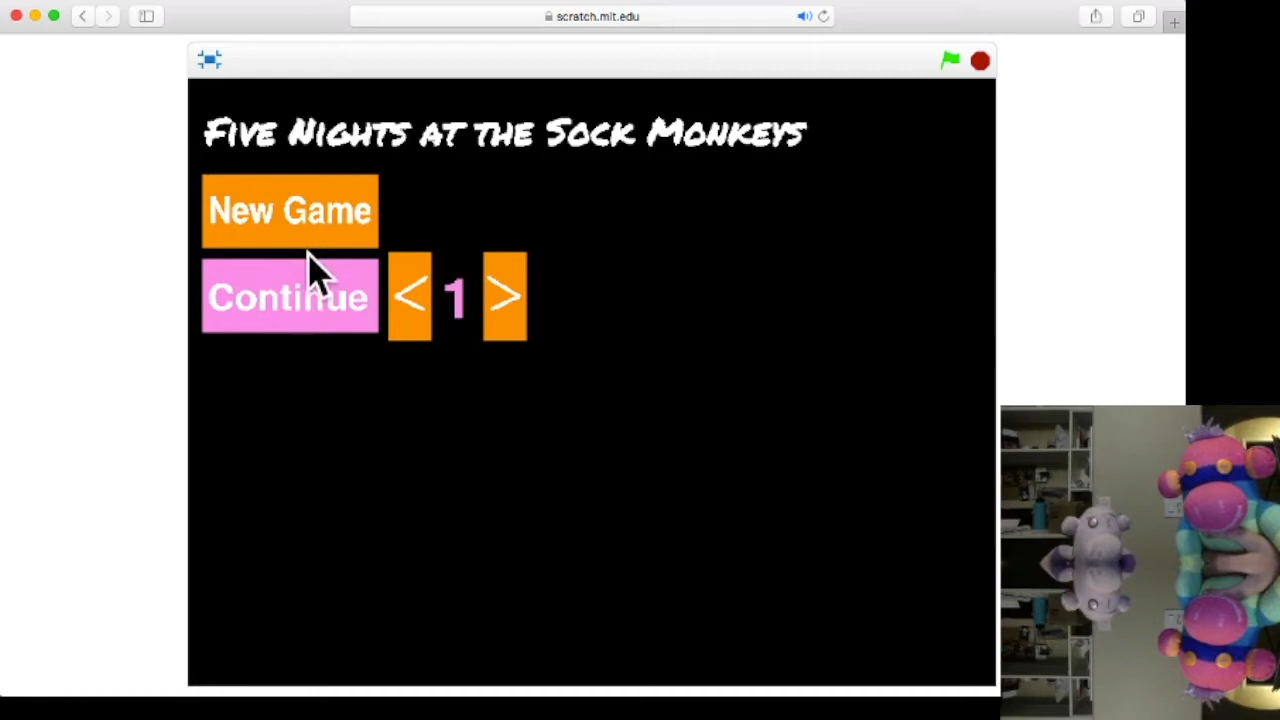 scratch.mit.edu
Five Nights at the Sock Monkeys
New Game
Continue < 1 >